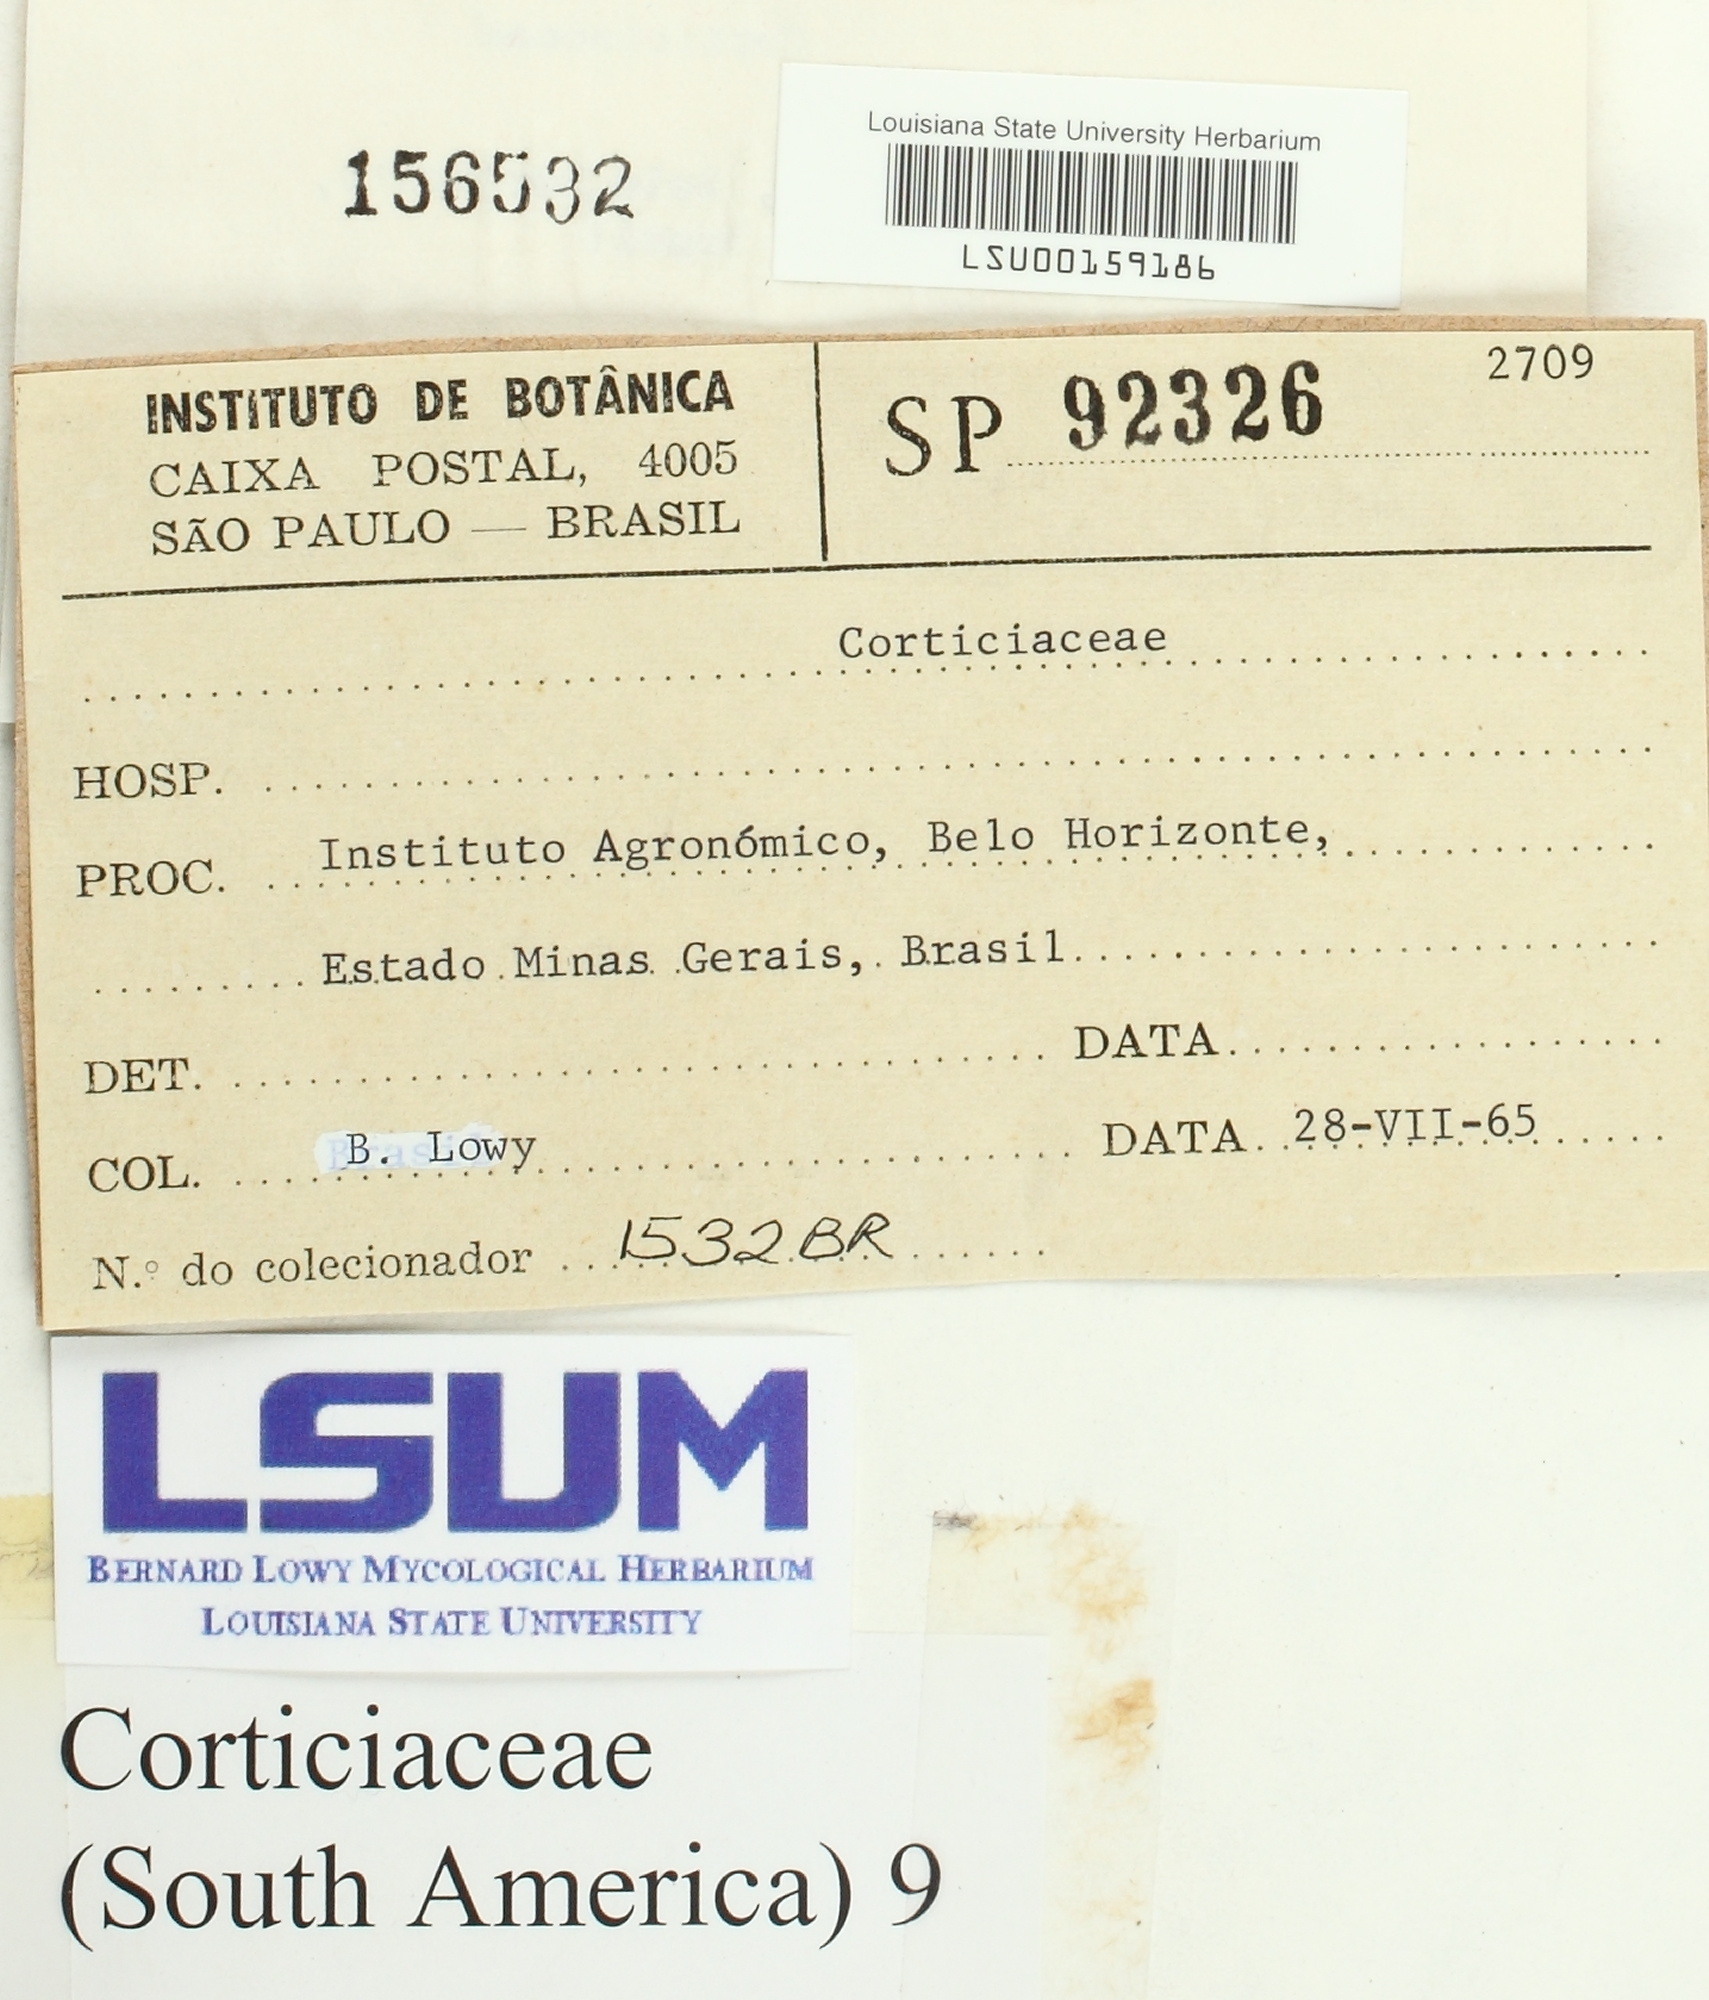 156532
Louisiana State University Herbarium
LSU00159186
INSTITUTO DE BOTÂNICA
CAIXA POSTAL, 4005
SÃO PAULO — BRASIL
SP 92326
2709
Corticiaceae
HOSP.
PROC. Instituto Agronómico, Belo Horizonte,
Estado Minas Gerais, Brasil
DET. DATA
COL. B. Lowy DATA 28-VII-65
N.º do colecionador 1532BR
LSUM
BERNARD LOWY MYCOLOGICAL HERBARIUM
LOUISIANA STATE UNIVERSITY
Corticiaceae
(South America) 9